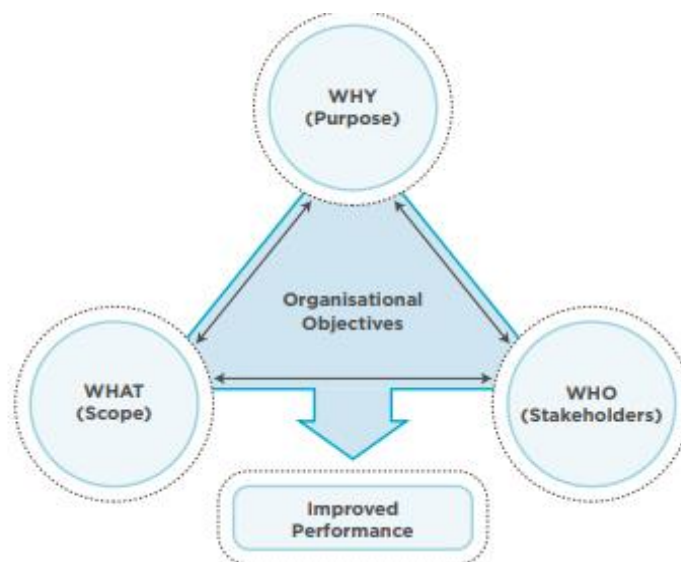 WHY
(Purpose)
Organisational
Objectives
WHAT
(Scope)
WHO
(Stakeholders)
Improved
Performance